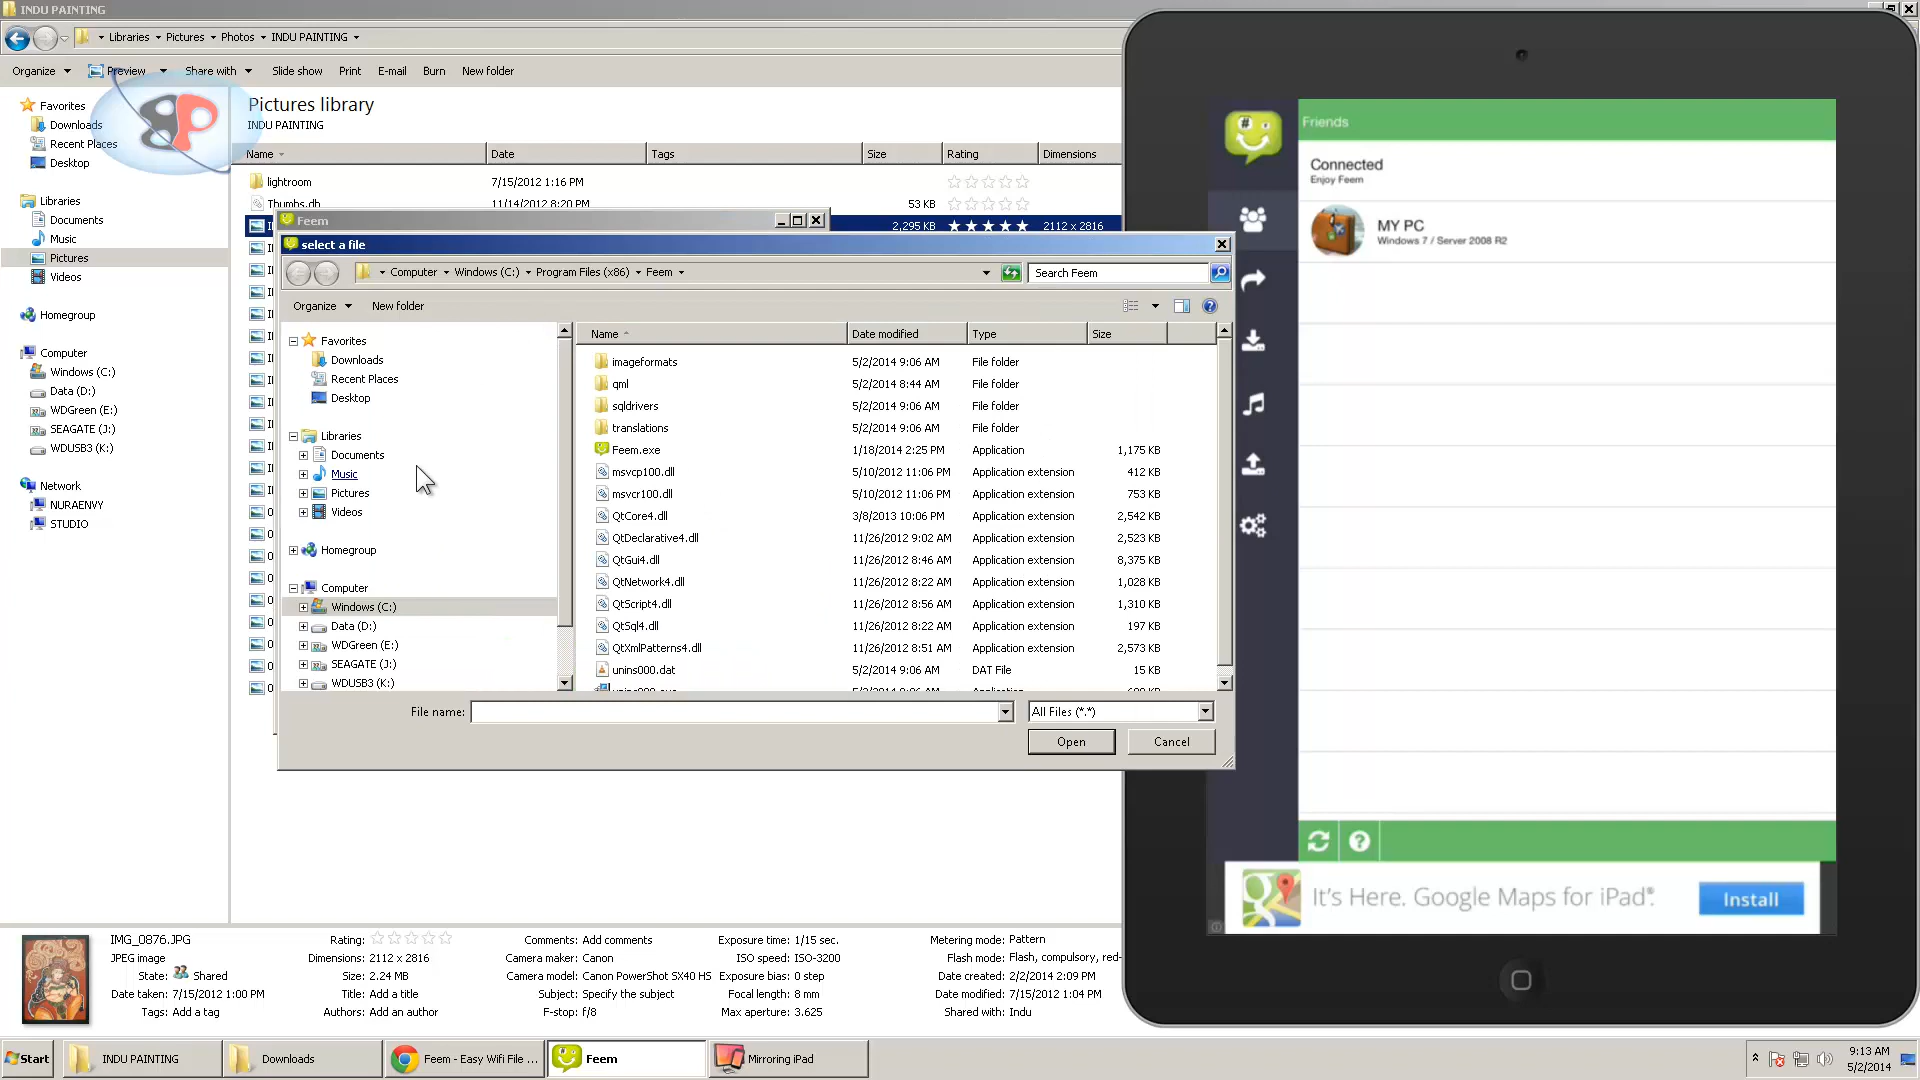 INDU PAINTING
Libraries Pictures Photos INDU PAINTING
Organize Preview Share with Slide show Print E-mail Burn New folder
Favorites
Downloads
Recent Places
Desktop
Libraries
Documents
Music
Pictures
Videos
Homegroup
Computer
Windows (C:)
Data (D:)
WDGreen (E:)
SEAGATE (J:)
WDUSB3 (K:)
Network
NURAENVY
STUDIO
Pictures library
INDU PAINTING
Name Date Tags Size Rating Dimensions
lightroom 7/15/2012 1:16 PM
Thumbs.db 11/14/2012 8:20 PM 53 KB
2,295 KB 2112 x 2816
Feem
select a file
Computer Windows (C:) Program Files (x86) Feem
Search Feem
Organize New folder
Favorites
Downloads
Recent Places
Desktop
Libraries
Documents
Music
Pictures
Videos
Homegroup
Computer
Windows (C:)
Data (D:)
WDGreen (E:)
SEAGATE (J:)
WDUSB3 (K:)
Name Date modified Type Size
imageformats 5/2/2014 9:06 AM File folder
qml 5/2/2014 8:44 AM File folder
sqldrivers 5/2/2014 9:06 AM File folder
translations 5/2/2014 9:06 AM File folder
Feem.exe 1/18/2014 2:25 PM Application 1,175 KB
msvcp100.dll 5/10/2012 11:06 PM Application extension 412 KB
msvcr100.dll 5/10/2012 11:06 PM Application extension 753 KB
QtCore4.dll 3/8/2013 10:06 PM Application extension 2,542 KB
QtDeclarative4.dll 11/26/2012 9:02 AM Application extension 2,523 KB
QtGui4.dll 11/26/2012 8:46 AM Application extension 8,375 KB
QtNetwork4.dll 11/26/2012 8:22 AM Application extension 1,028 KB
QtScript4.dll 11/26/2012 8:56 AM Application extension 1,310 KB
QtSql4.dll 11/26/2012 8:22 AM Application extension 197 KB
QtXmlPatterns4.dll 11/26/2012 8:51 AM Application extension 2,573 KB
unins000.dat 5/2/2014 9:06 AM DAT File 15 KB
File name: All Files (*.*)
Open Cancel
Friends
Connected
Enjoy Feem
MY PC
Windows 7 / Server 2008 R2
It's Here. Google Maps for iPad®. Install
IMG_0876.JPG
JPEG image
State: Shared
Date taken: 7/15/2012 1:00 PM
Tags: Add a tag
Rating:
Dimensions: 2112 x 2816
Size: 2.24 MB
Title: Add a title
Authors: Add an author
Comments: Add comments
Camera maker: Canon
Camera model: Canon PowerShot SX40 HS
Subject: Specify the subject
F-stop: f/8
Exposure time: 1/15 sec.
ISO speed: ISO-3200
Exposure bias: 0 step
Focal length: 8 mm
Max aperture: 3.625
Metering mode: Pattern
Flash mode: Flash, compulsory, red-
Date created: 2/2/2014 2:09 PM
Date modified: 7/15/2012 1:04 PM
Shared with: Indu
Start INDU PAINTING Downloads Feem - Easy Wifi File ... Feem Mirroring iPad 9:13 AM
5/2/2014